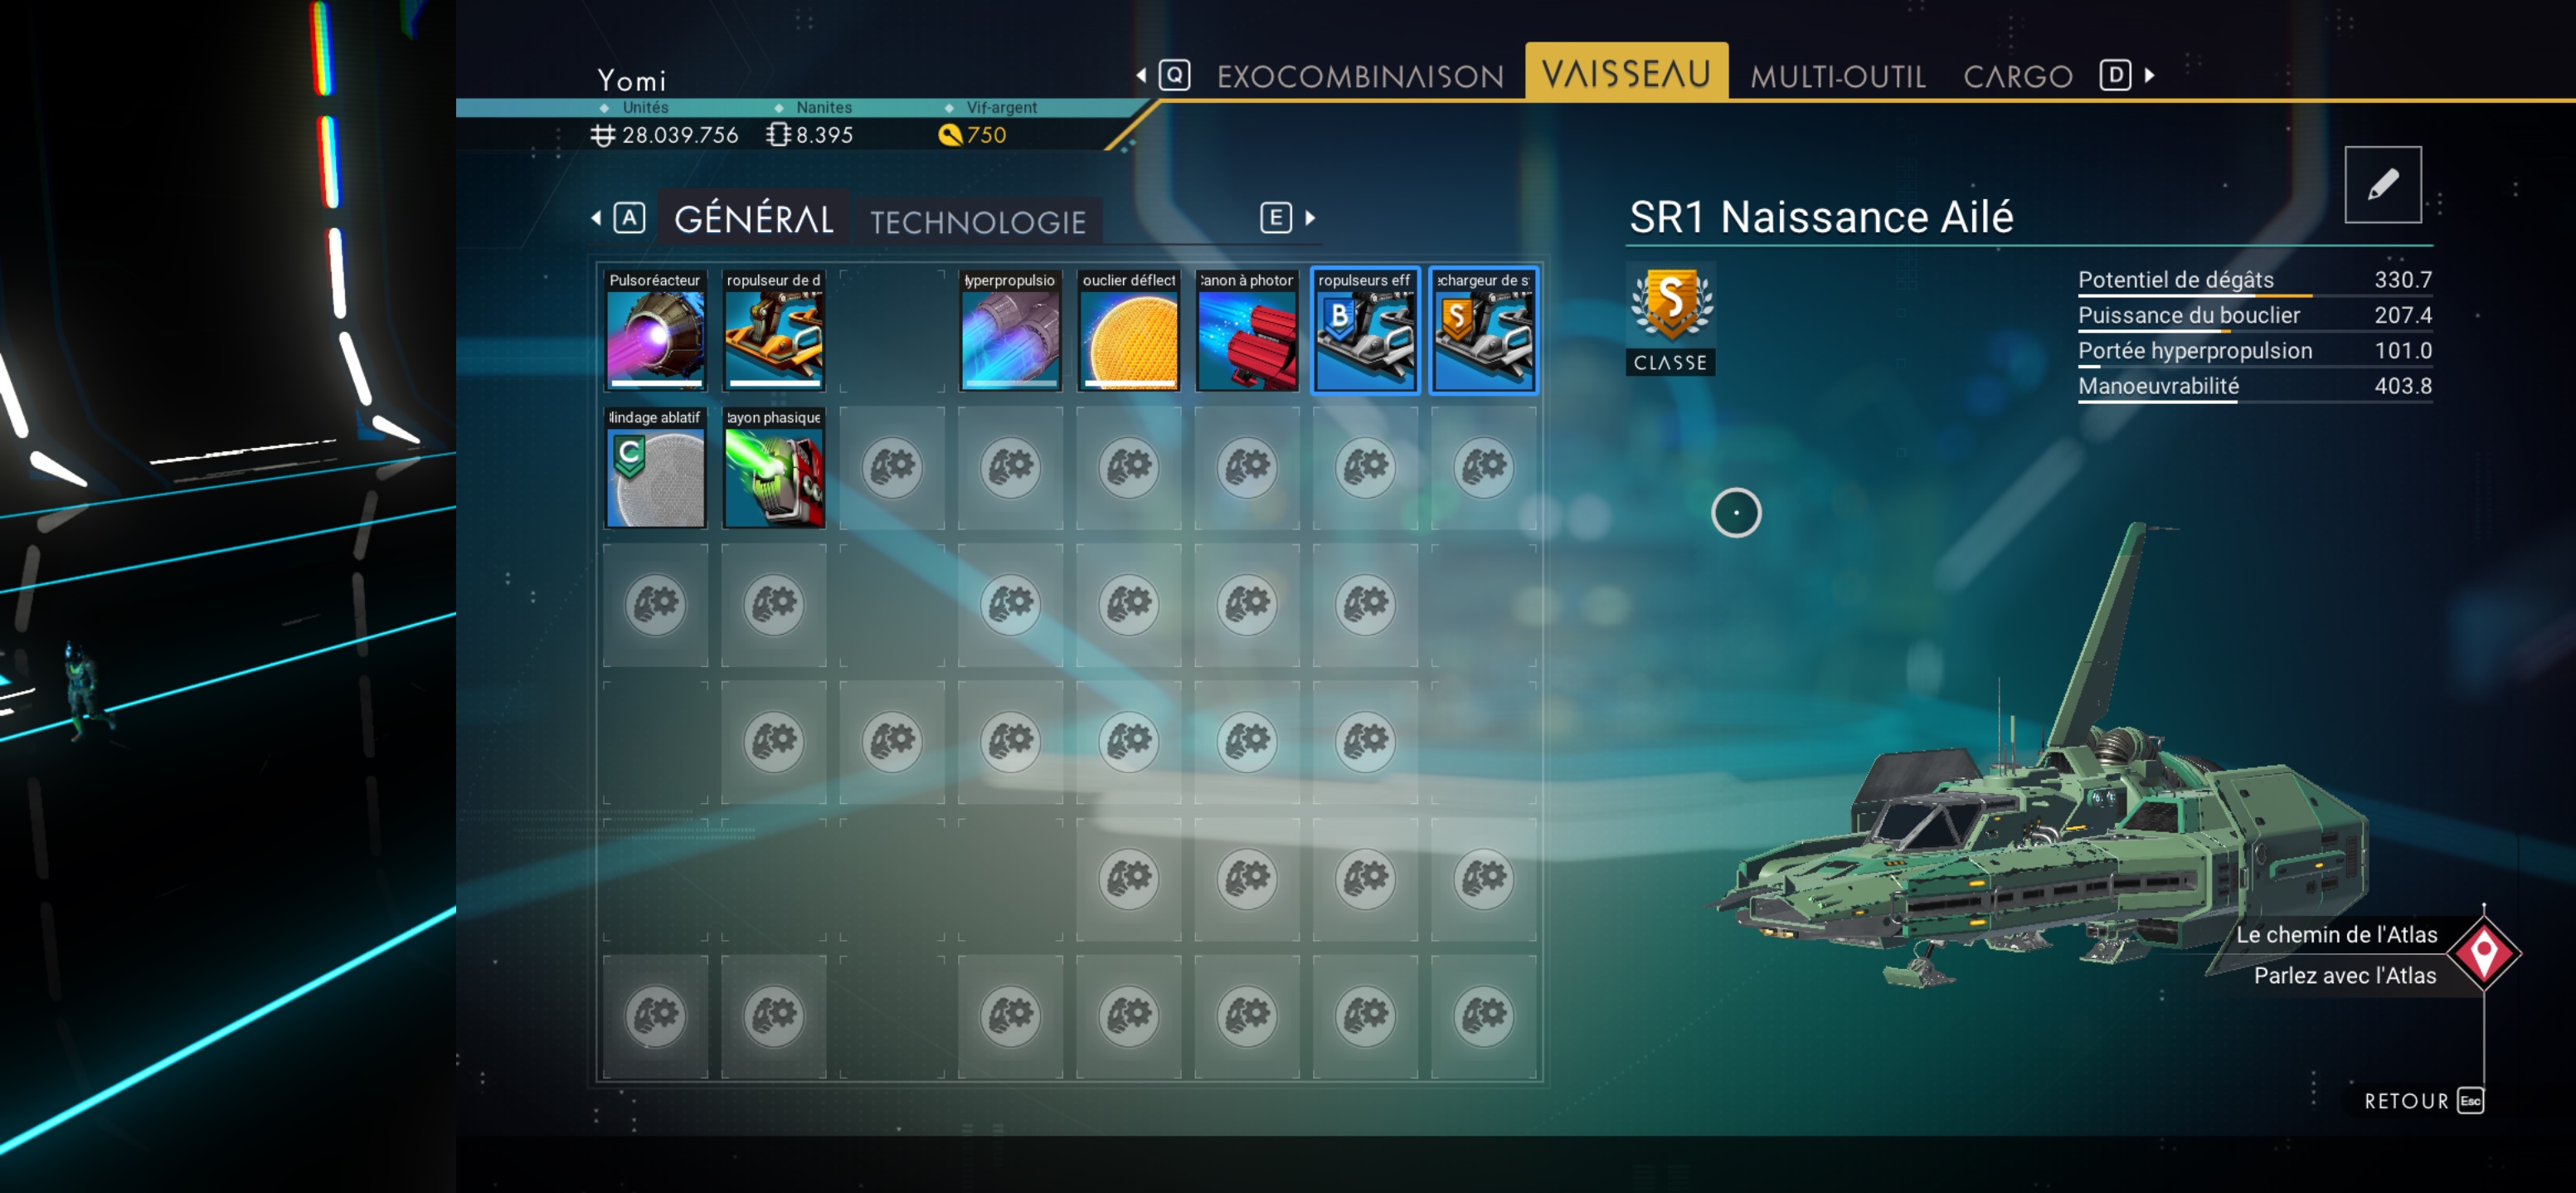 Yomi
Unités
Nanites
Vif-argent
28.039.756
8.395
750
Q
EXOCOMBINAISON
VAISSEAU
MULTI-OUTIL
CARGO
D
A
GÉNÉRAL
TECHNOLOGIE
E
Pulsoréacteur
ropulseur de d
yperpropulsio
ouclier déflect
anon à photor
ropulseurs eff
B
chargeur de s
S
lindage ablatif
C
ayon phasique
SR1 Naissance Ailé
S
CLASSE
Potentiel de dégâts 330.7
Puissance du bouclier 207.4
Portée hyperpropulsion 101.0
Manoeuvrabilité 403.8
Le chemin de l'Atlas
Parlez avec l'Atlas
RETOUR Esc